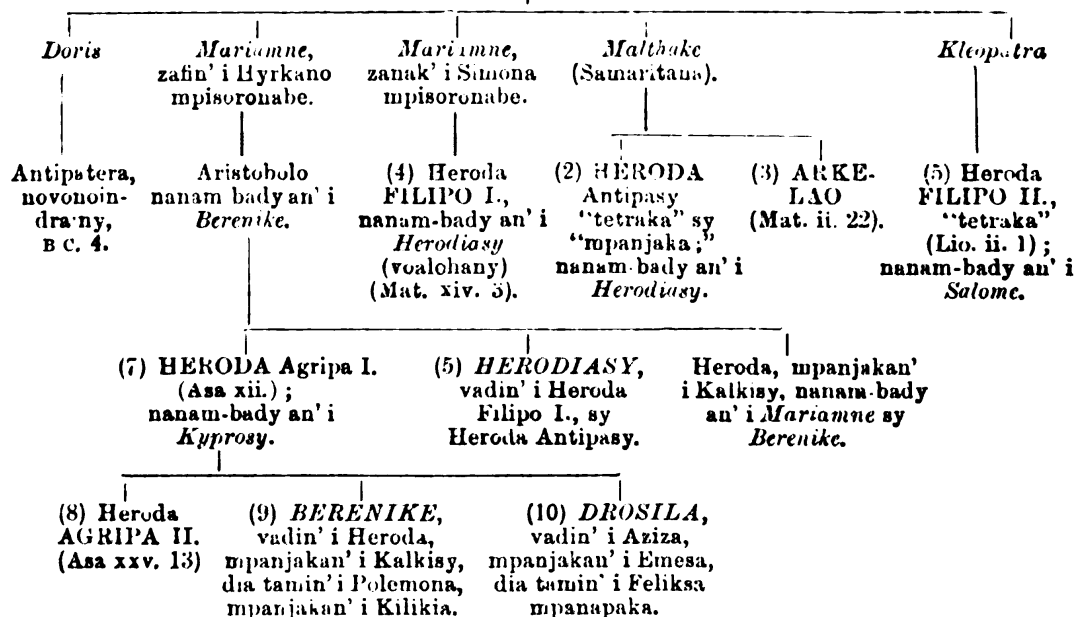 Doris
Mariamne,
zafin' i Hyrkano
mpisoronabe.
Mariamne,
zanak' i Simona
mpisoronabe.
Malthake
(Samaritana).
Kleopatra
Antipatera,
novonoin-
drainy,
B C. 4.
Aristobolo
nanam bady an' i
Berenike.
(4) Heroda
FILIPO I.,
nanam-bady an' i
Herodiasy
(voalohany)
(Mat. xiv. 3).
(2) HERODA
Antipasy
"tetraka" sy
"mpanjaka;"
nanam-bady an' i
Herodiasy.
(3) ARKE-
LAO
(Mat. ii. 22).
(5) Heroda
FILIPO II.,
"tetraka"
(Lio. ii. 1) ;
nanam-bady an' i
Salome.
(7) HERODA Agripa I.
(Asa xii.) ;
nanam-bady an' i
Kyprosy.
(5) HERODIASY,
vadin' i Heroda
Filipo I., sy
Heroda Antipasy.
Heroda, mpanjakan'
i Kalkisy, nanam-bady
an' i Mariamne sy
Berenike.
(8) Heroda
AGRIPA II.
(Asa xxv. 13)
(9) BERENIKE,
vadin' i Heroda,
mpanjakan' i Kalkisy,
dia tamin' i Polemona,
mpanjakan' i Kilikia.
(10) DROSILA,
vadin' i Aziza,
mpanjakan' i Emesa,
dia tamin' i Feliksa
mpanapaka.